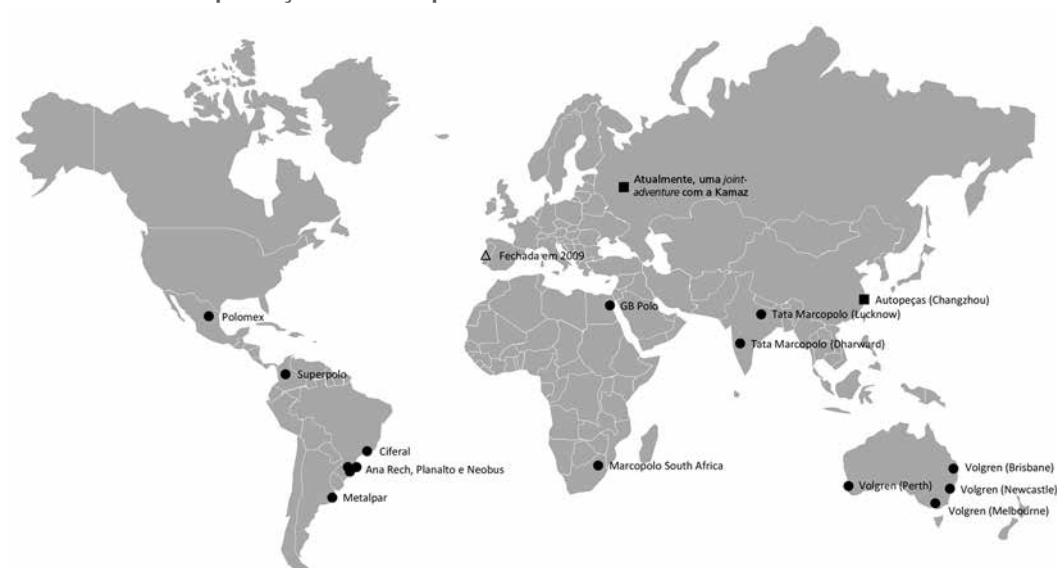 Atualmente, uma joint-
adventure com a Kamaz
Fechada em 2009
Autopeças (Changzhou)
GB Polo
Tata Marcopolo (Lucknow)
Polomex
Tata Marcopolo (Dharward)
Superpolo
Ciferal
Ana Rech, Planalto e Neobus
Marcopolo South Africa
Volgren (Brisbane)
Volgren (Perth)
Volgren (Newcastle)
Metalpar
Volgren (Melbourne)